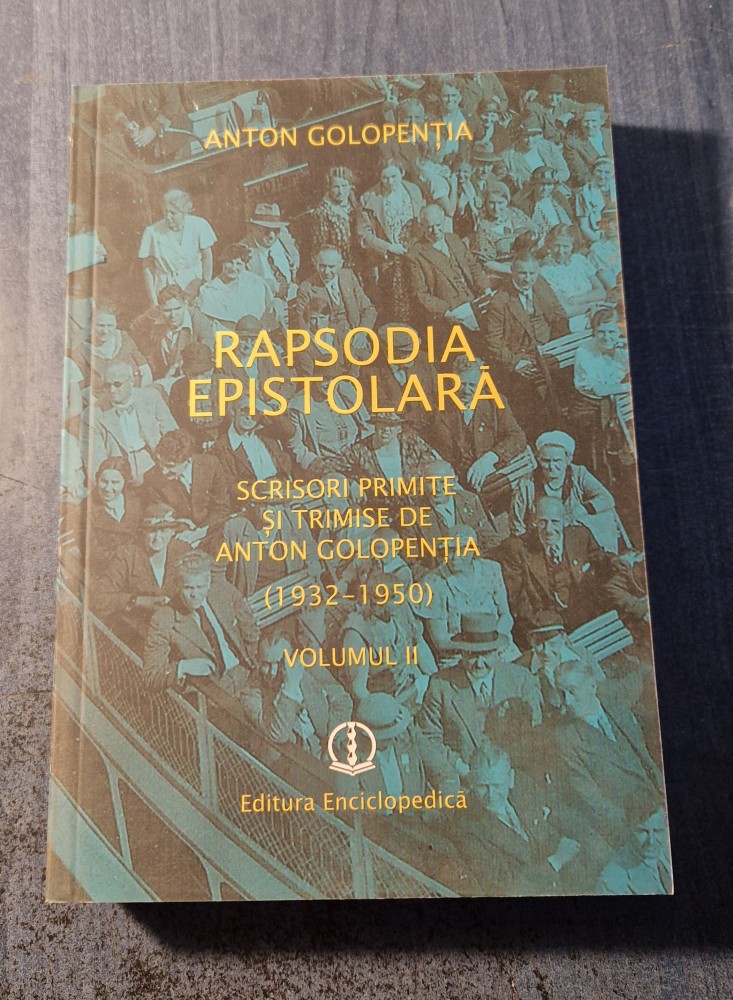 ANTON GOLOPENȚIA
RAPSODIA
EPISTOLARĂ
SCRISORI PRIMITE
ȘI TRIMISE DE
ANTON GOLOPENȚIA
(1932-1950)
VOLUMUL II
Editura Enciclopedică